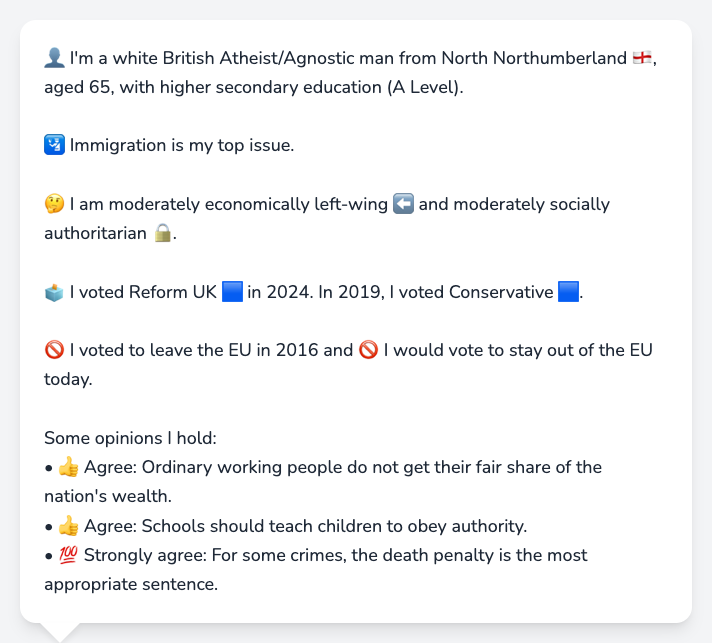 👤 I'm a white British Atheist/Agnostic man from North Northumberland 🏴󠁧󠁢󠁥󠁮󠁧󠁿,
aged 65, with higher secondary education (A Level).
🛂 Immigration is my top issue.
🤔 I am moderately economically left-wing ⬅️ and moderately socially
authoritarian 🔒.
🗳️ I voted Reform UK 🟦 in 2024. In 2019, I voted Conservative 🟦.
🚫 I voted to leave the EU in 2016 and 🚫 I would vote to stay out of the EU
today.
Some opinions I hold:
• 👍 Agree: Ordinary working people do not get their fair share of the
nation's wealth.
• 👍 Agree: Schools should teach children to obey authority.
• 💯 Strongly agree: For some crimes, the death penalty is the most
appropriate sentence.